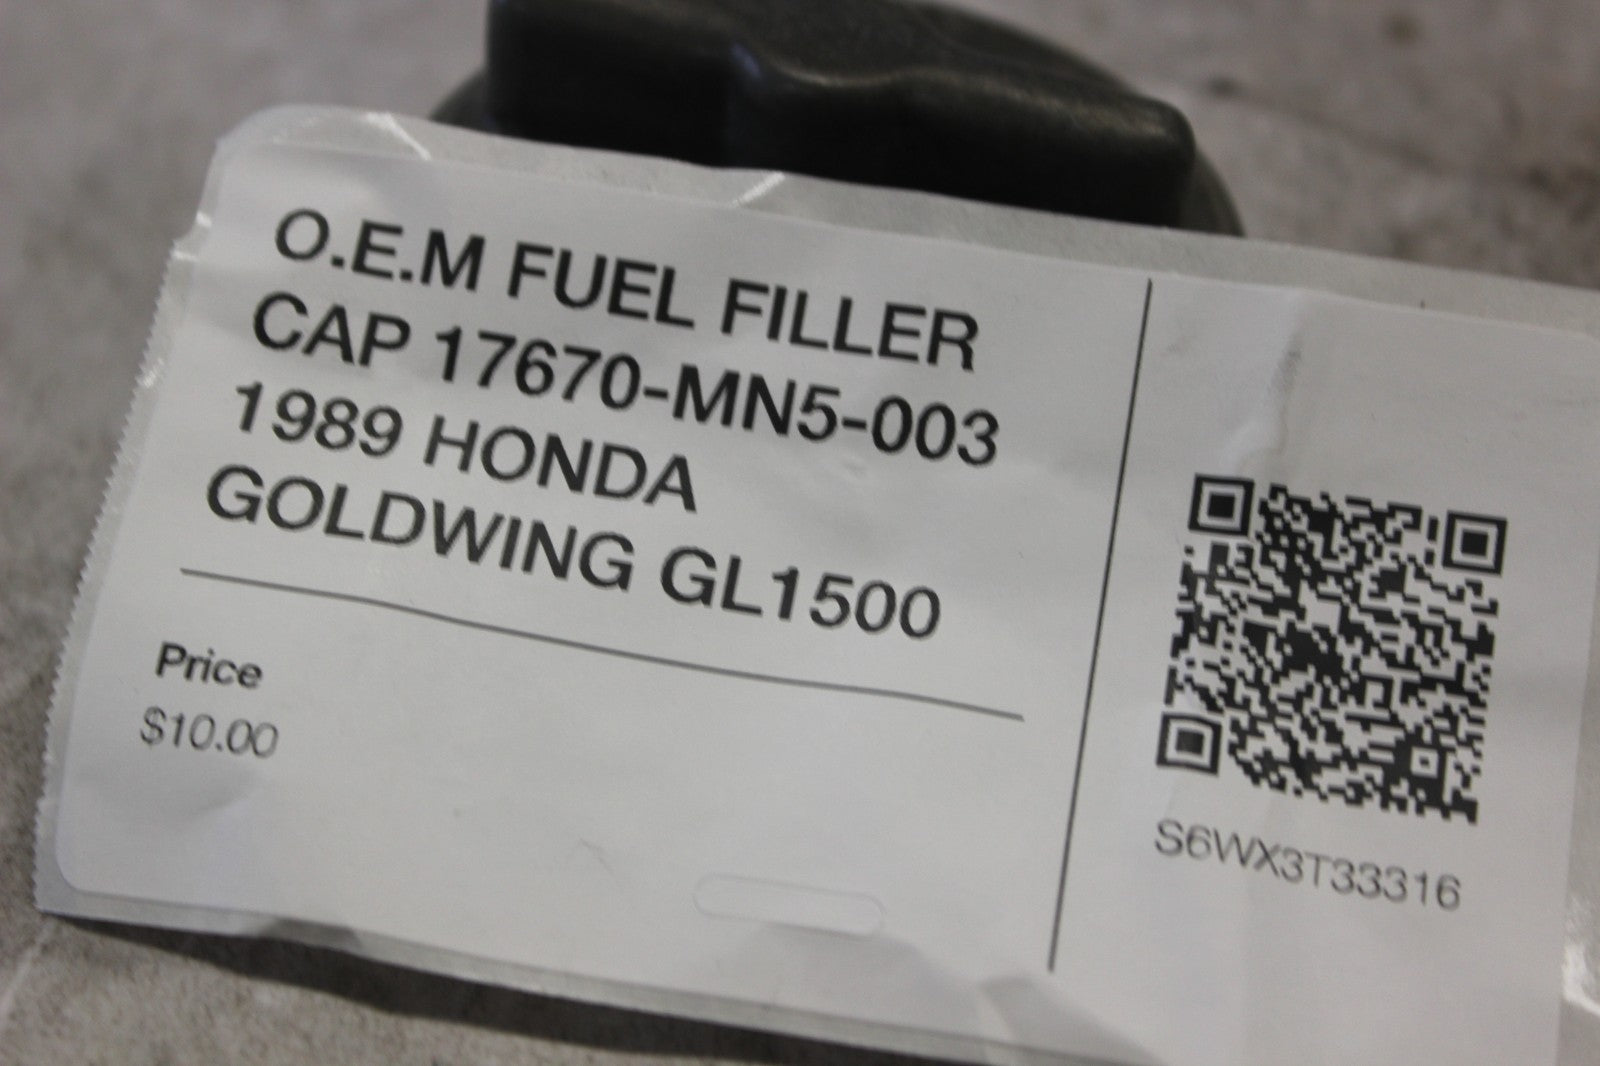 O.E.M FUEL FILLER
CAP 17670-MN5-003
1989 HONDA
GOLDWING GL1500
Price
$10.00
S6WX3T33316